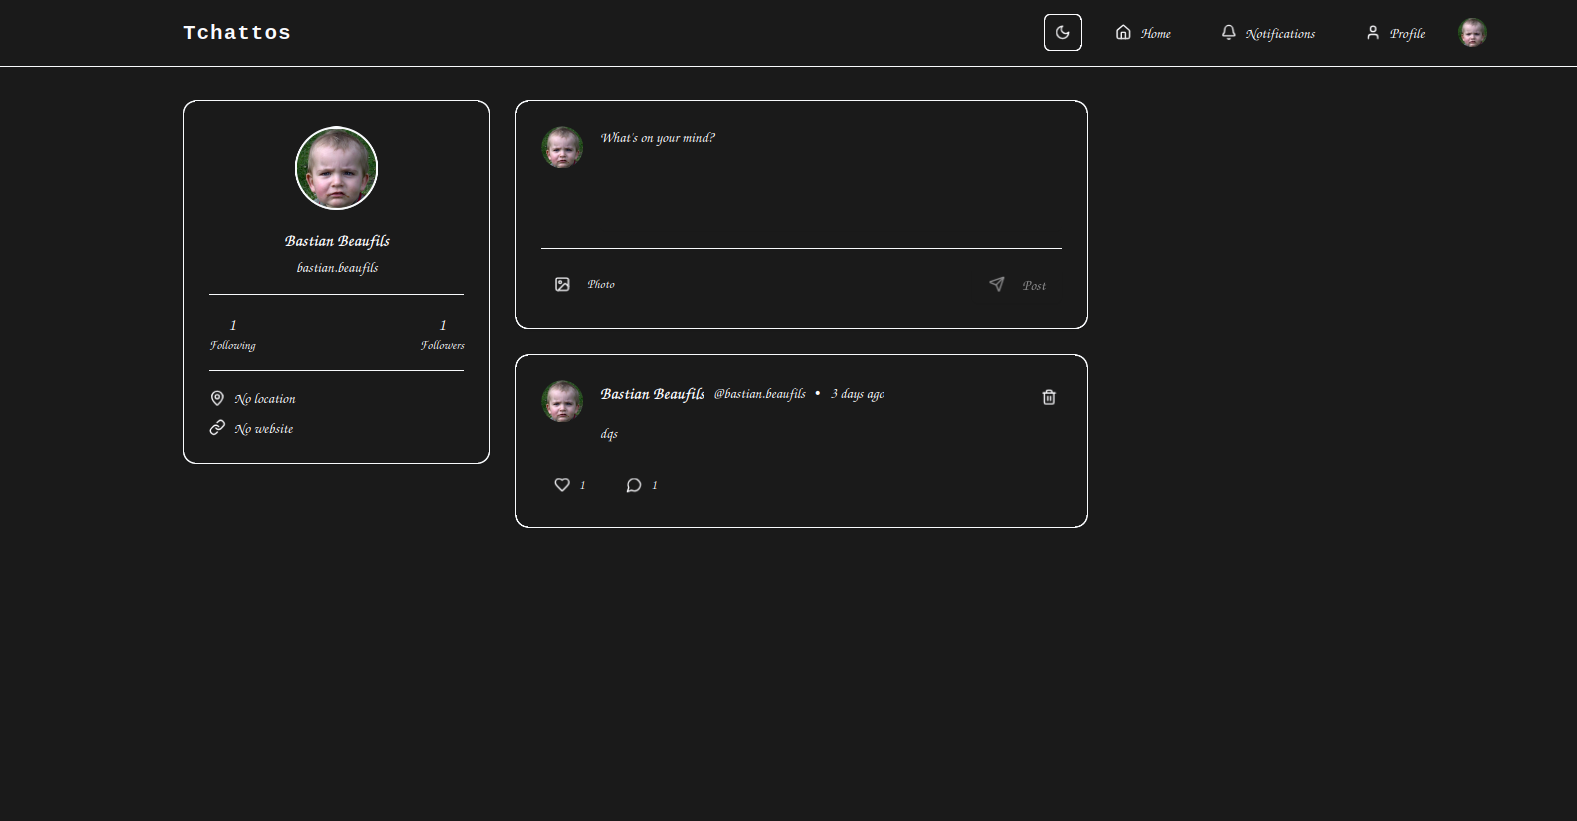 Tchattos
Home
Notifications
Profile
Bastian Beaufils
bastian.beaufils
1
Following
1
Followers
No location
No website
What's on your mind?
Photo
Post
Bastian Beaufils @bastian.beaufils • 3 days ago
dqs
1
1